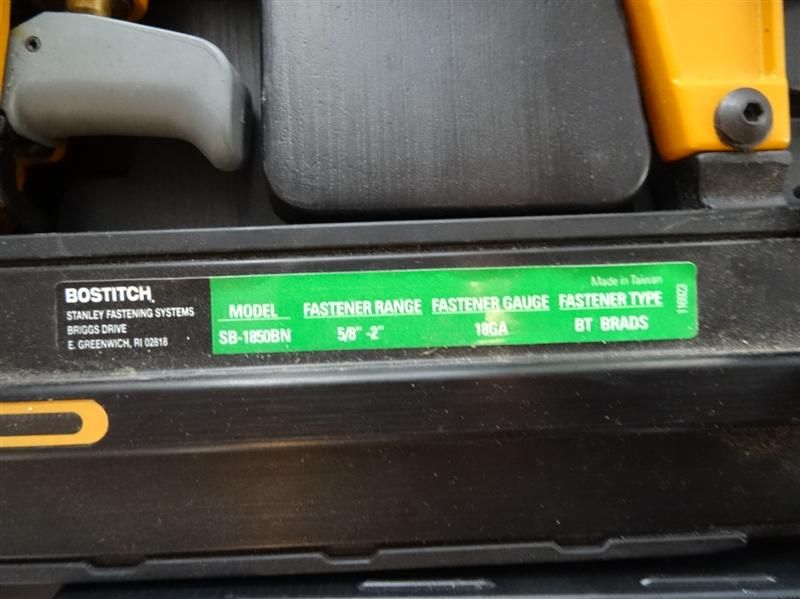 BOSTITCH.
STANLEY FASTENING SYSTEMS
BRIGGS DRIVE
E. GREENWICH, RI 02818
Made in Taiwan
MODEL FASTENER RANGE FASTENER GAUGE FASTENER TYPE
SB-1850BN 5/8" -2" 18GA BT BRADS
116923